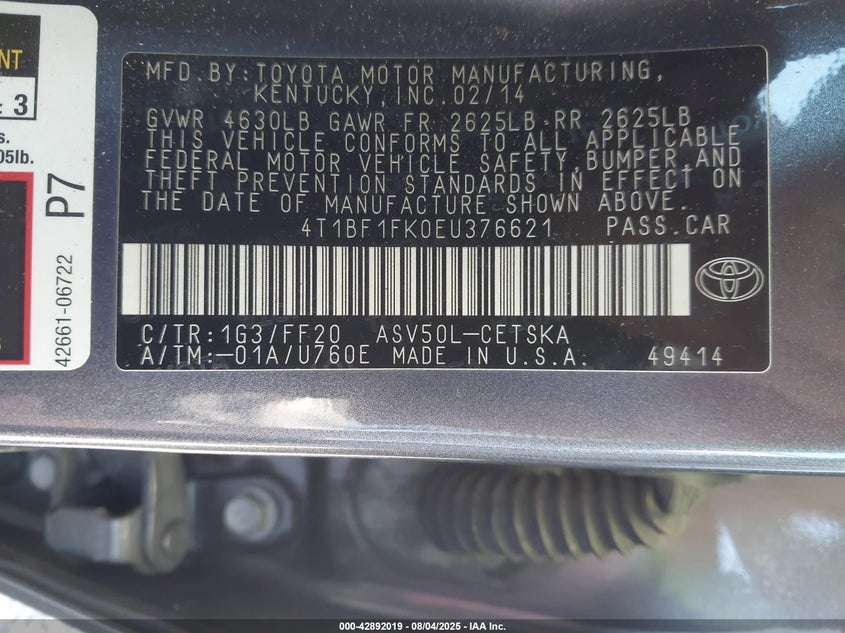 NT
: 3
s.
05lb.
P7
42661-06722
MFD. BY: TOYOTA MOTOR MANUFACTURING,
KENTUCKY, INC. 02/14
GVWR 4630LB GAWR FR 2625LB RR 2625LB
THIS VEHICLE CONFORMS TO ALL APPLICABLE
FEDERAL MOTOR VEHICLE SAFETY, BUMPER, AND
THEFT PREVENTION STANDARDS IN EFFECT ON
THE DATE OF MANUFACTURE SHOWN ABOVE.
4T1BF1FK0EU376621 PASS. CAR
C/TR: 1G3/FF20 ASV50L-CETSKA
A/TM:-01A/U760E MADE IN U.S.A. 49414
000-42892019 - 08/04/2025 - IAA Inc.